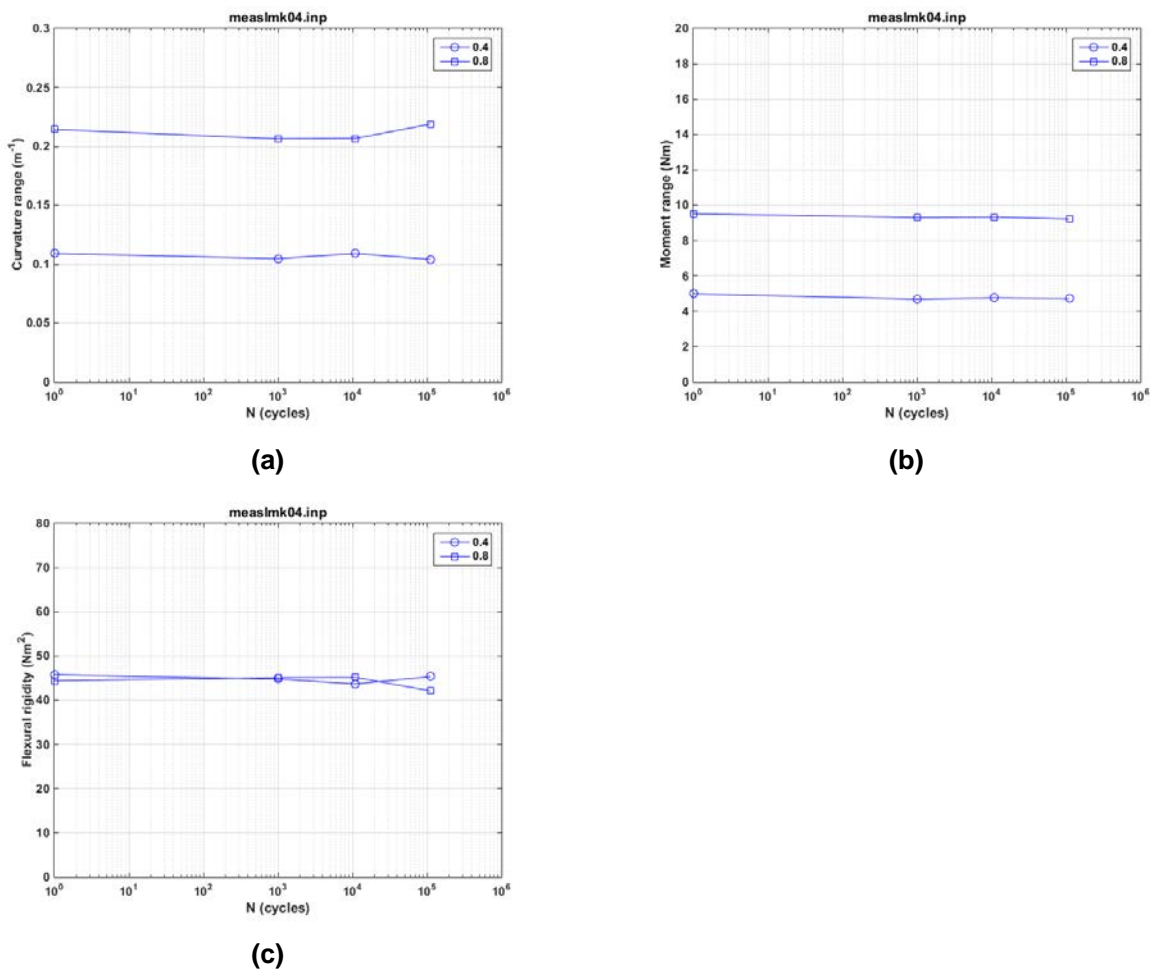 measlmk04.inp
0.3
0.25
0.2
0.15
0.1
0.05
0
Curvature range (m⁻¹)
0.4
0.8
10⁰ 10¹ 10² 10³ 10⁴ 10⁵ 10⁶
N (cycles)
(a)
measlmk04.inp
20
18
16
14
12
10
8
6
4
2
0
Moment range (Nm)
0.4
0.8
10⁰ 10¹ 10² 10³ 10⁴ 10⁵ 10⁶
N (cycles)
(b)
measlmk04.inp
80
70
60
50
40
30
20
10
0
Flexural rigidity (Nm²)
0.4
0.8
10⁰ 10¹ 10² 10³ 10⁴ 10⁵ 10⁶
N (cycles)
(c)